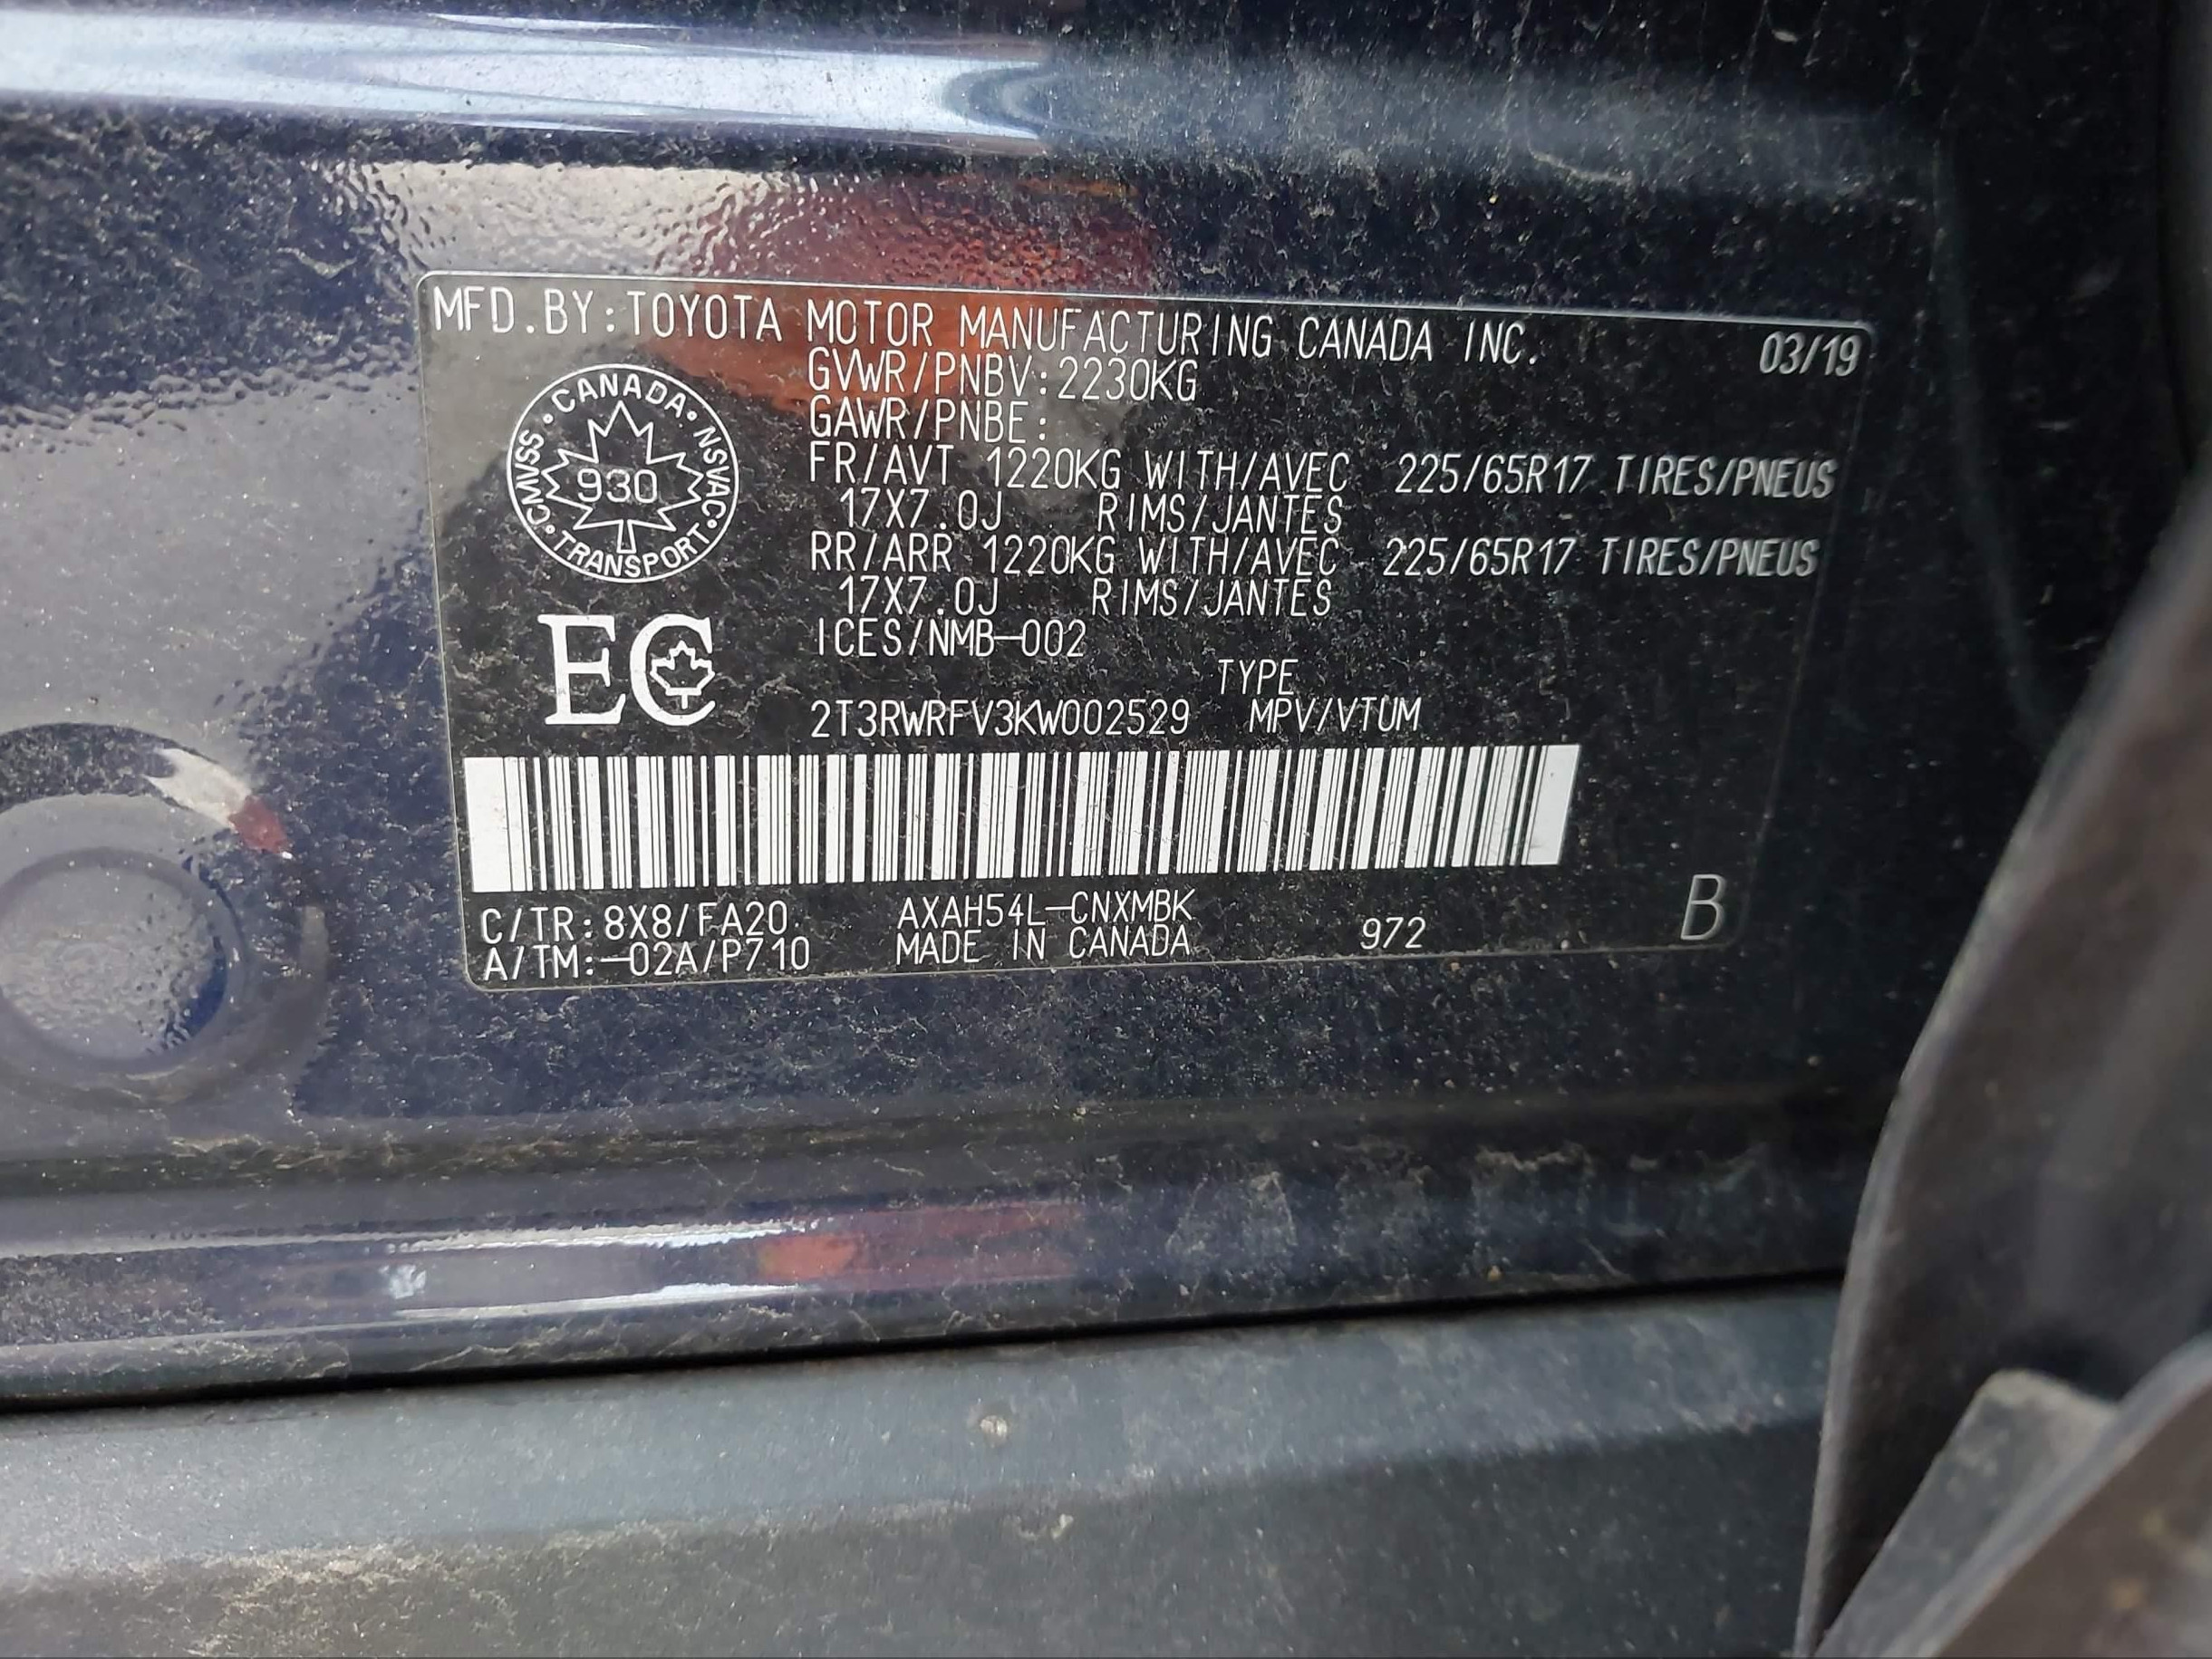 MFD.BY:TOYOTA MOTOR MANUFACTURING CANADA INC. 03/19
GVWR/PNBV:2230KG
GAWR/PNBE:
FR/AVT 1220KG WITH/AVEC 225/65R17 TIRES/PNEUS
17X7.0J RIMS/JANTES
RR/ARR 1220KG WITH/AVEC 225/65R17 TIRES/PNEUS
17X7.0J RIMS/JANTES
ICES/NMB-002
CANADA · NSVAC · TRANSPORT · CMVSS
930
EC
TYPE
2T3RWRFV3KW002529 MPV/VTUM
C/TR:8X8/FA20. AXAH54L-CNXMBK
A/TM:-02A/P710 MADE IN CANADA 972 B